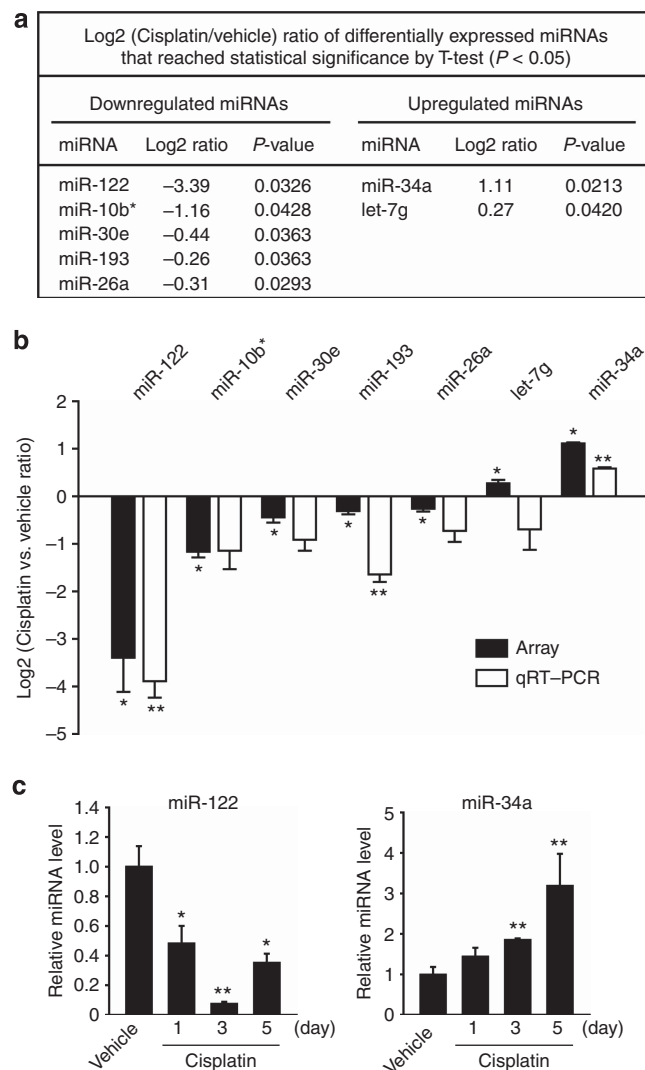 a
Log2 (Cisplatin/vehicle) ratio of differentially expressed miRNAs
that reached statistical significance by T-test (P < 0.05)
Downregulated miRNAs Upregulated miRNAs
miRNA Log2 ratio P-value miRNA Log2 ratio P-value
miR-122 –3.39 0.0326 miR-34a 1.11 0.0213
miR-10b* –1.16 0.0428 let-7g 0.27 0.0420
miR-30e –0.44 0.0363
miR-193 –0.26 0.0363
miR-26a –0.31 0.0293
b
miR-122 miR-10b* miR-30e miR-193 miR-26a let-7g miR-34a
Log2 (Cisplatin vs. vehicle ratio)
2
1
0
–1
–2
–3
–4
–5
* ** * * * ** * * * **
Array
qRT–PCR
c
miR-122
Relative miRNA level
1.4
1.2
1.0
0.8
0.6
0.4
0.2
0
* ** *
Vehicle 1 3 5 (day)
Cisplatin
miR-34a
Relative miRNA level
5
4
3
2
1
0
** **
Vehicle 1 3 5 (day)
Cisplatin